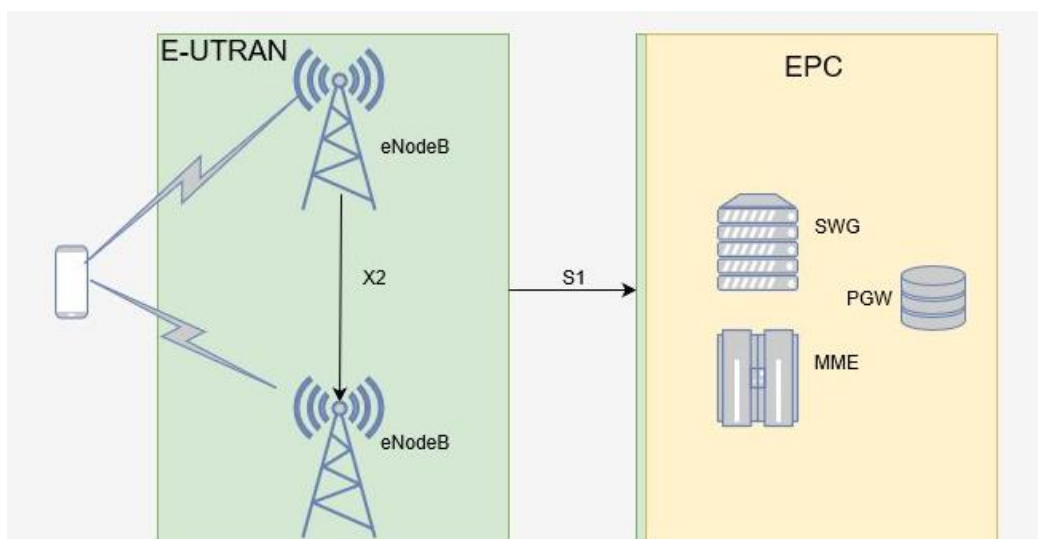 E-UTRAN
EPC
eNodeB
SWG
X2
S1
PGW
MME
eNodeB